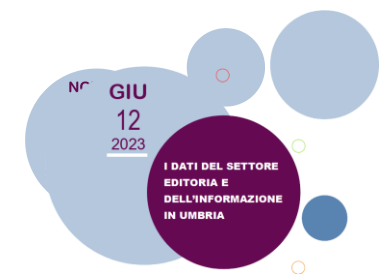 GIU
12
2023
I DATI DEL SETTORE
EDITORIA E
DELL'INFORMAZIONE
IN UMBRIA